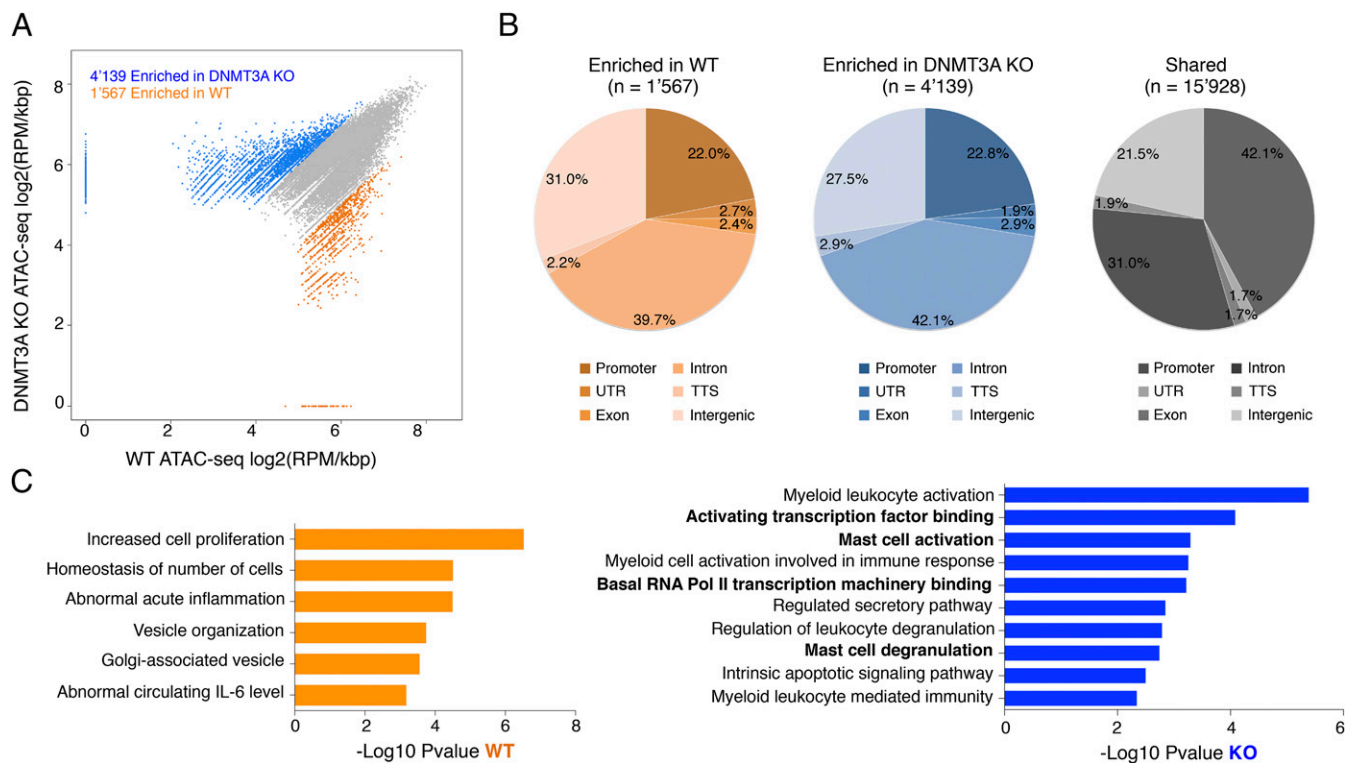 A
4'139 Enriched in DNMT3A KO
1'567 Enriched in WT
DNMT3A KO ATAC-seq log2(RPM/kbp)
8
6
4
2
0
0
2
4
6
8
WT ATAC-seq log2(RPM/kbp)
B
Enriched in WT
(n = 1'567)
22.0%
2.7%
2.4%
39.7%
2.2%
31.0%
Promoter
Intron
UTR
TTS
Exon
Intergenic
Enriched in DNMT3A KO
(n = 4'139)
22.8%
1.9%
2.9%
42.1%
2.9%
27.5%
Promoter
Intron
UTR
TTS
Exon
Intergenic
Shared
(n = 15'928)
42.1%
1.7%
1.7%
31.0%
1.9%
21.5%
Promoter
Intron
UTR
TTS
Exon
Intergenic
C
Increased cell proliferation
Homeostasis of number of cells
Abnormal acute inflammation
Vesicle organization
Golgi-associated vesicle
Abnormal circulating IL-6 level
0
2
4
6
8
-Log10 Pvalue WT
Myeloid leukocyte activation
Activating transcription factor binding
Mast cell activation
Myeloid cell activation involved in immune response
Basal RNA Pol II transcription machinery binding
Regulated secretory pathway
Regulation of leukocyte degranulation
Mast cell degranulation
Intrinsic apoptotic signaling pathway
Myeloid leukocyte mediated immunity
0
2
4
6
-Log10 Pvalue KO